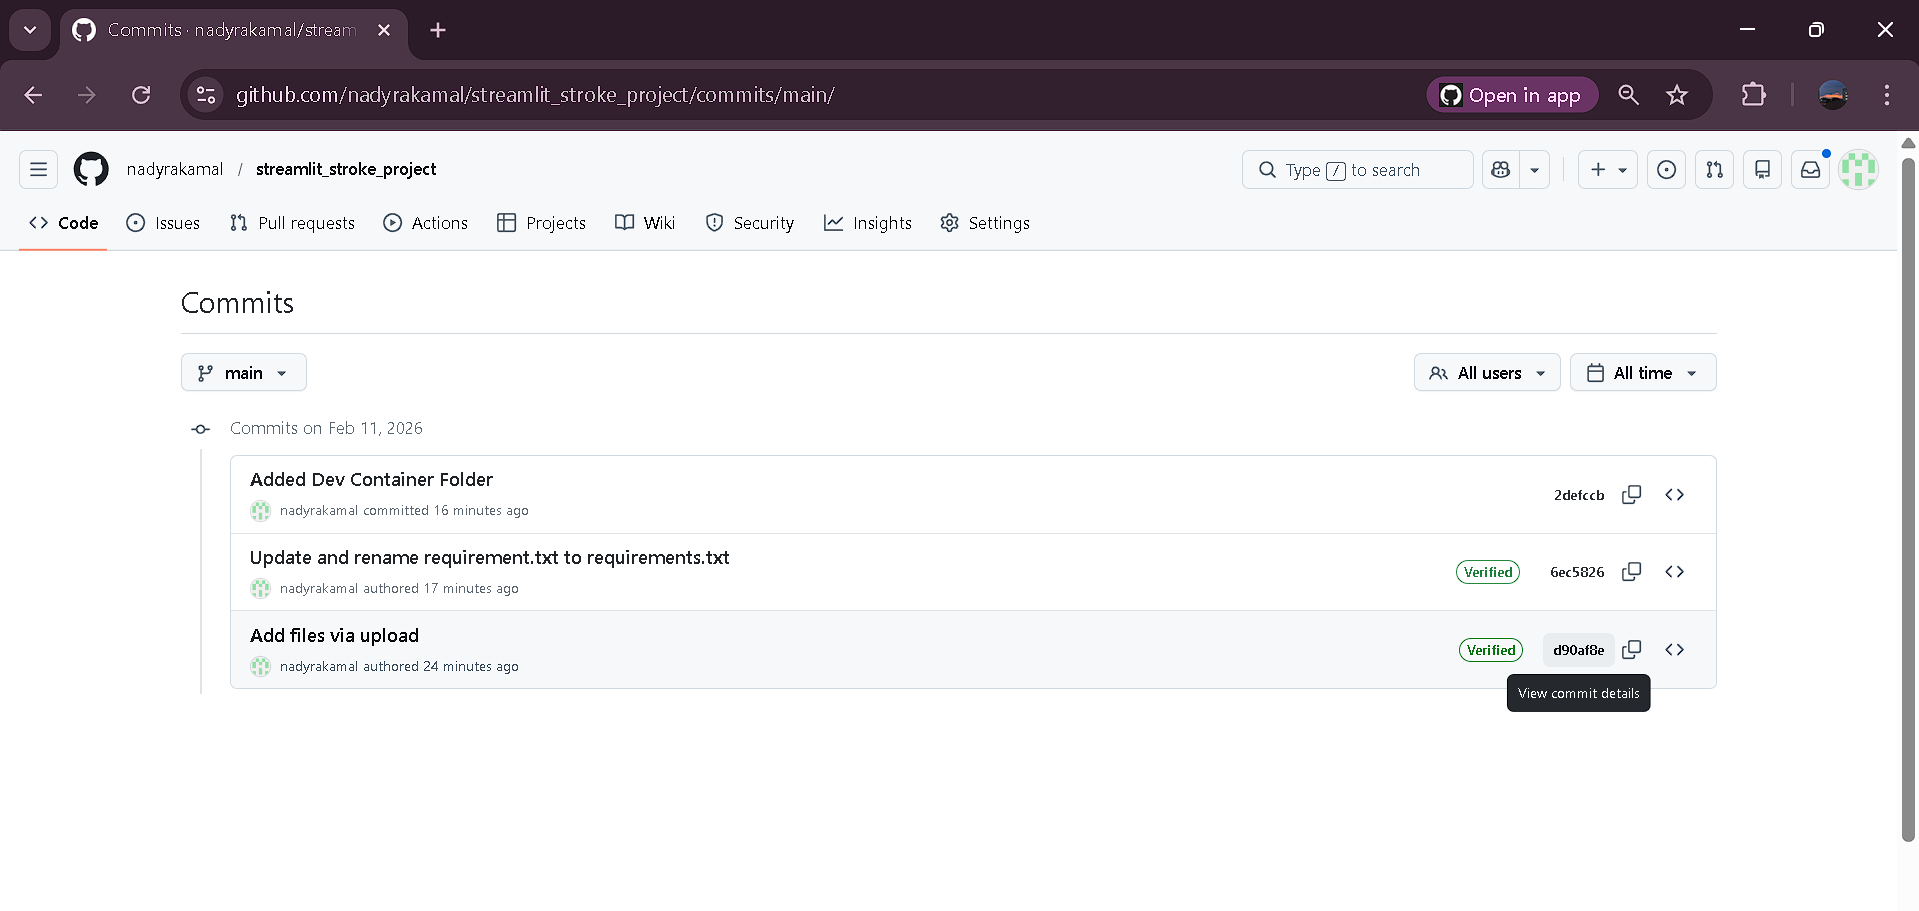 Commits · nadyrakamal/stream
github.com/nadyrakamal/streamlit_stroke_project/commits/main/
Open in app
nadyrakamal / streamlit_stroke_project
Type / to search
Code
Issues
Pull requests
Actions
Projects
Wiki
Security
Insights
Settings
Commits
main
All users
All time
Commits on Feb 11, 2026
Added Dev Container Folder
nadyrakamal committed 16 minutes ago
2defccb
Update and rename requirement.txt to requirements.txt
nadyrakamal authored 17 minutes ago
Verified
6ec5826
Add files via upload
nadyrakamal authored 24 minutes ago
Verified
d90af8e
View commit details